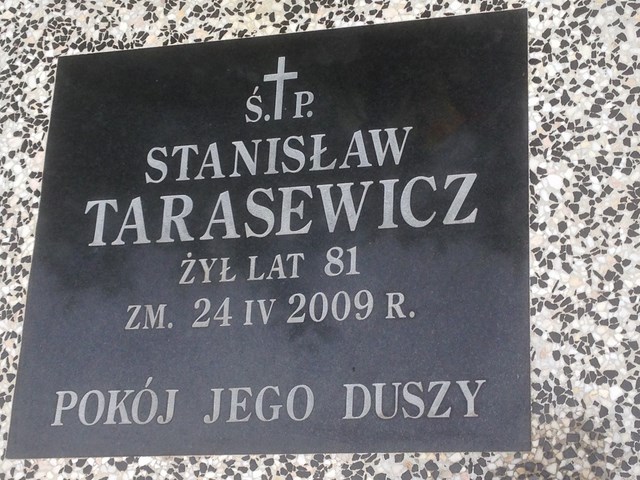 Ś.P.
STANISŁAW
TARASEWICZ
ŻYŁ LAT 81
ZM. 24 IV 2009 R.
POKÓJ JEGO DUSZY